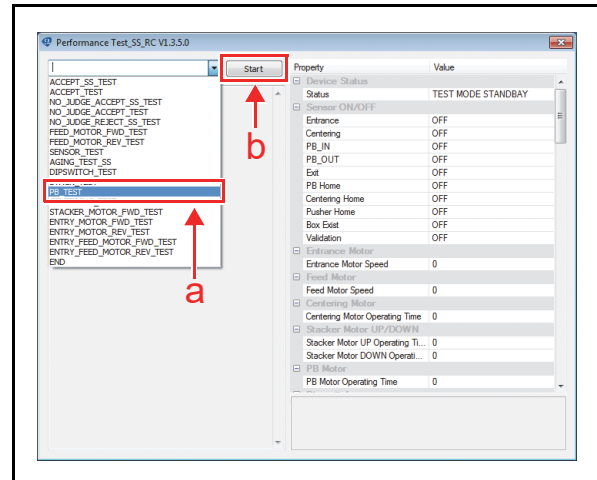 Performance Test_SS_RC V1.3.5.0
Start
ACCEPT_SS_TEST
ACCEPT_TEST
NO_JUDGE_ACCEPT_SS_TEST
NO_JUDGE_ACCEPT_TEST
NO_JUDGE_REJECT_SS_TEST
FEED_MOTOR_FWD_TEST
FEED_MOTOR_REV_TEST
SENSOR_TEST
AGING_TEST_SS
DIPSWITCH_TEST
PB_TEST
STACKER_MOTOR_FWD_TEST
ENTRY_MOTOR_FWD_TEST
ENTRY_MOTOR_REV_TEST
ENTRY_FEED_MOTOR_FWD_TEST
ENTRY_FEED_MOTOR_REV_TEST
END
a
b
Property Value
Device Status
Status TEST MODE STANDBAY
Sensor ON/OFF
Entrance OFF
Centering OFF
PB_IN OFF
PB_OUT OFF
Exit OFF
PB Home OFF
Centering Home OFF
Pusher Home OFF
Box Exist OFF
Validation OFF
Entrance Motor
Entrance Motor Speed 0
Feed Motor
Feed Motor Speed 0
Centering Motor
Centering Motor Operating Time 0
Stacker Motor UP/DOWN
Stacker Motor UP Operating Ti... 0
Stacker Motor DOWN Operati... 0
PB Motor
PB Motor Operating Time 0